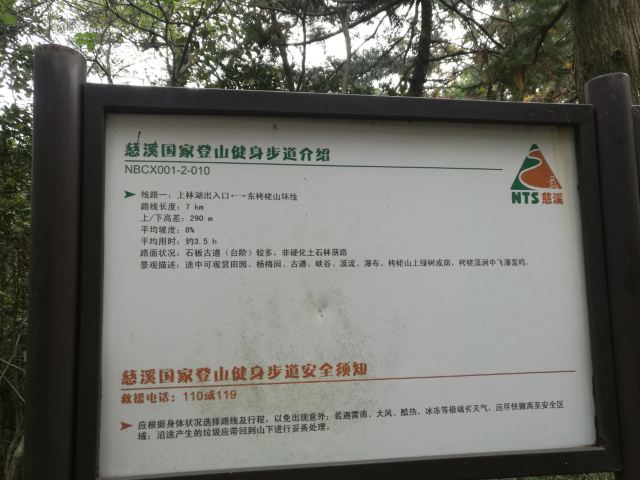 慈溪国家登山健身步道介绍
NBCX001-2-010
NTS 慈溪
线路一：上林湖出入口←→东栲栳山环线
路线长度：7 km
上/下高差：290 m
平均坡度：8%
平均用时：约3.5 h
路面状况：石板古道（台阶）较多，非硬化土石林荫路
景观描述：途中可观赏田园、杨梅园、古道、峡谷、溪流、瀑布，栲栳山上绿树成荫，栲栳溪涧中飞瀑轰鸣。
慈溪国家登山健身步道安全须知
救援电话：110或119
应根据身体状况选择路线及行程，以免出现意外；若遇雷雨、大风、酷热、冰冻等极端劣天气，应尽快撤离至安全区
域；沿途产生的垃圾应带回到山下进行妥善处理。